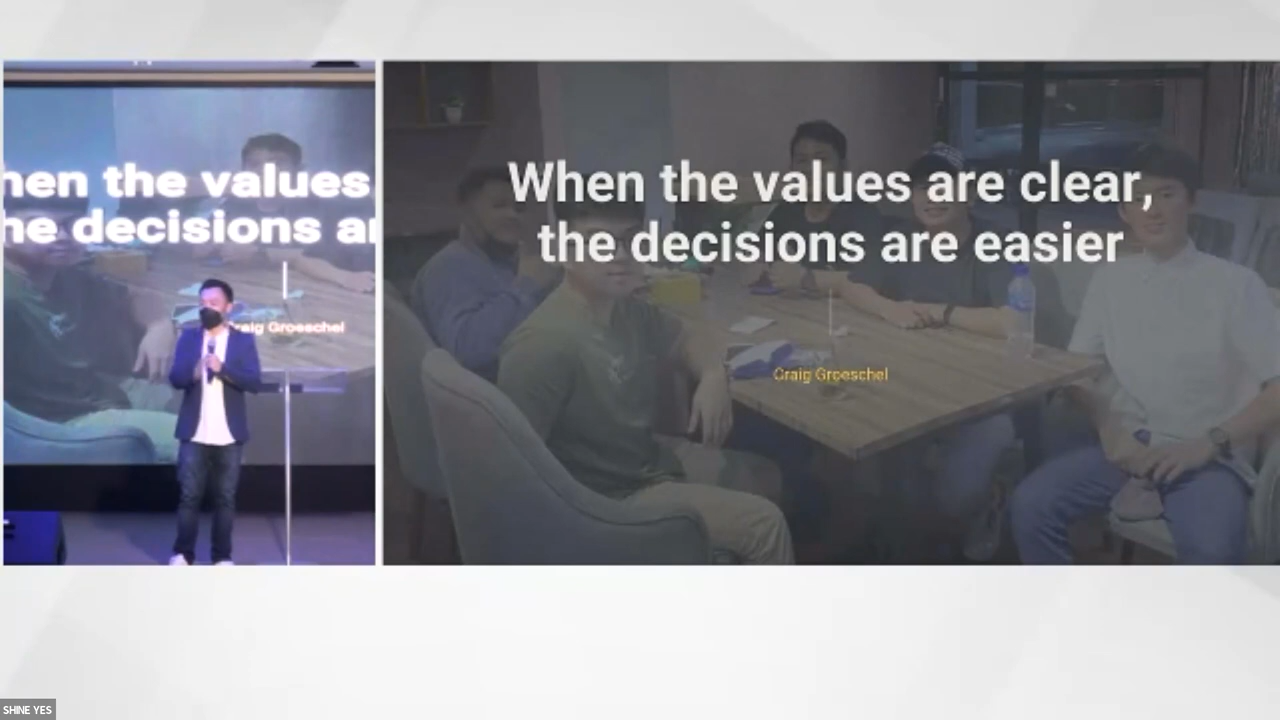 hen the values
he decisions ar
raig Groeschel
When the values are clear,
the decisions are easier
Craig Groeschel
SHINE YES